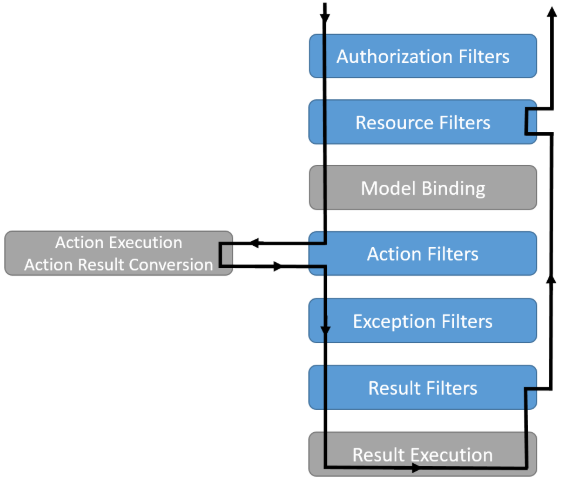 Authorization Filters
Resource Filters
Model Binding
Action Execution
Action Result Conversion
Action Filters
Exception Filters
Result Filters
Result Execution